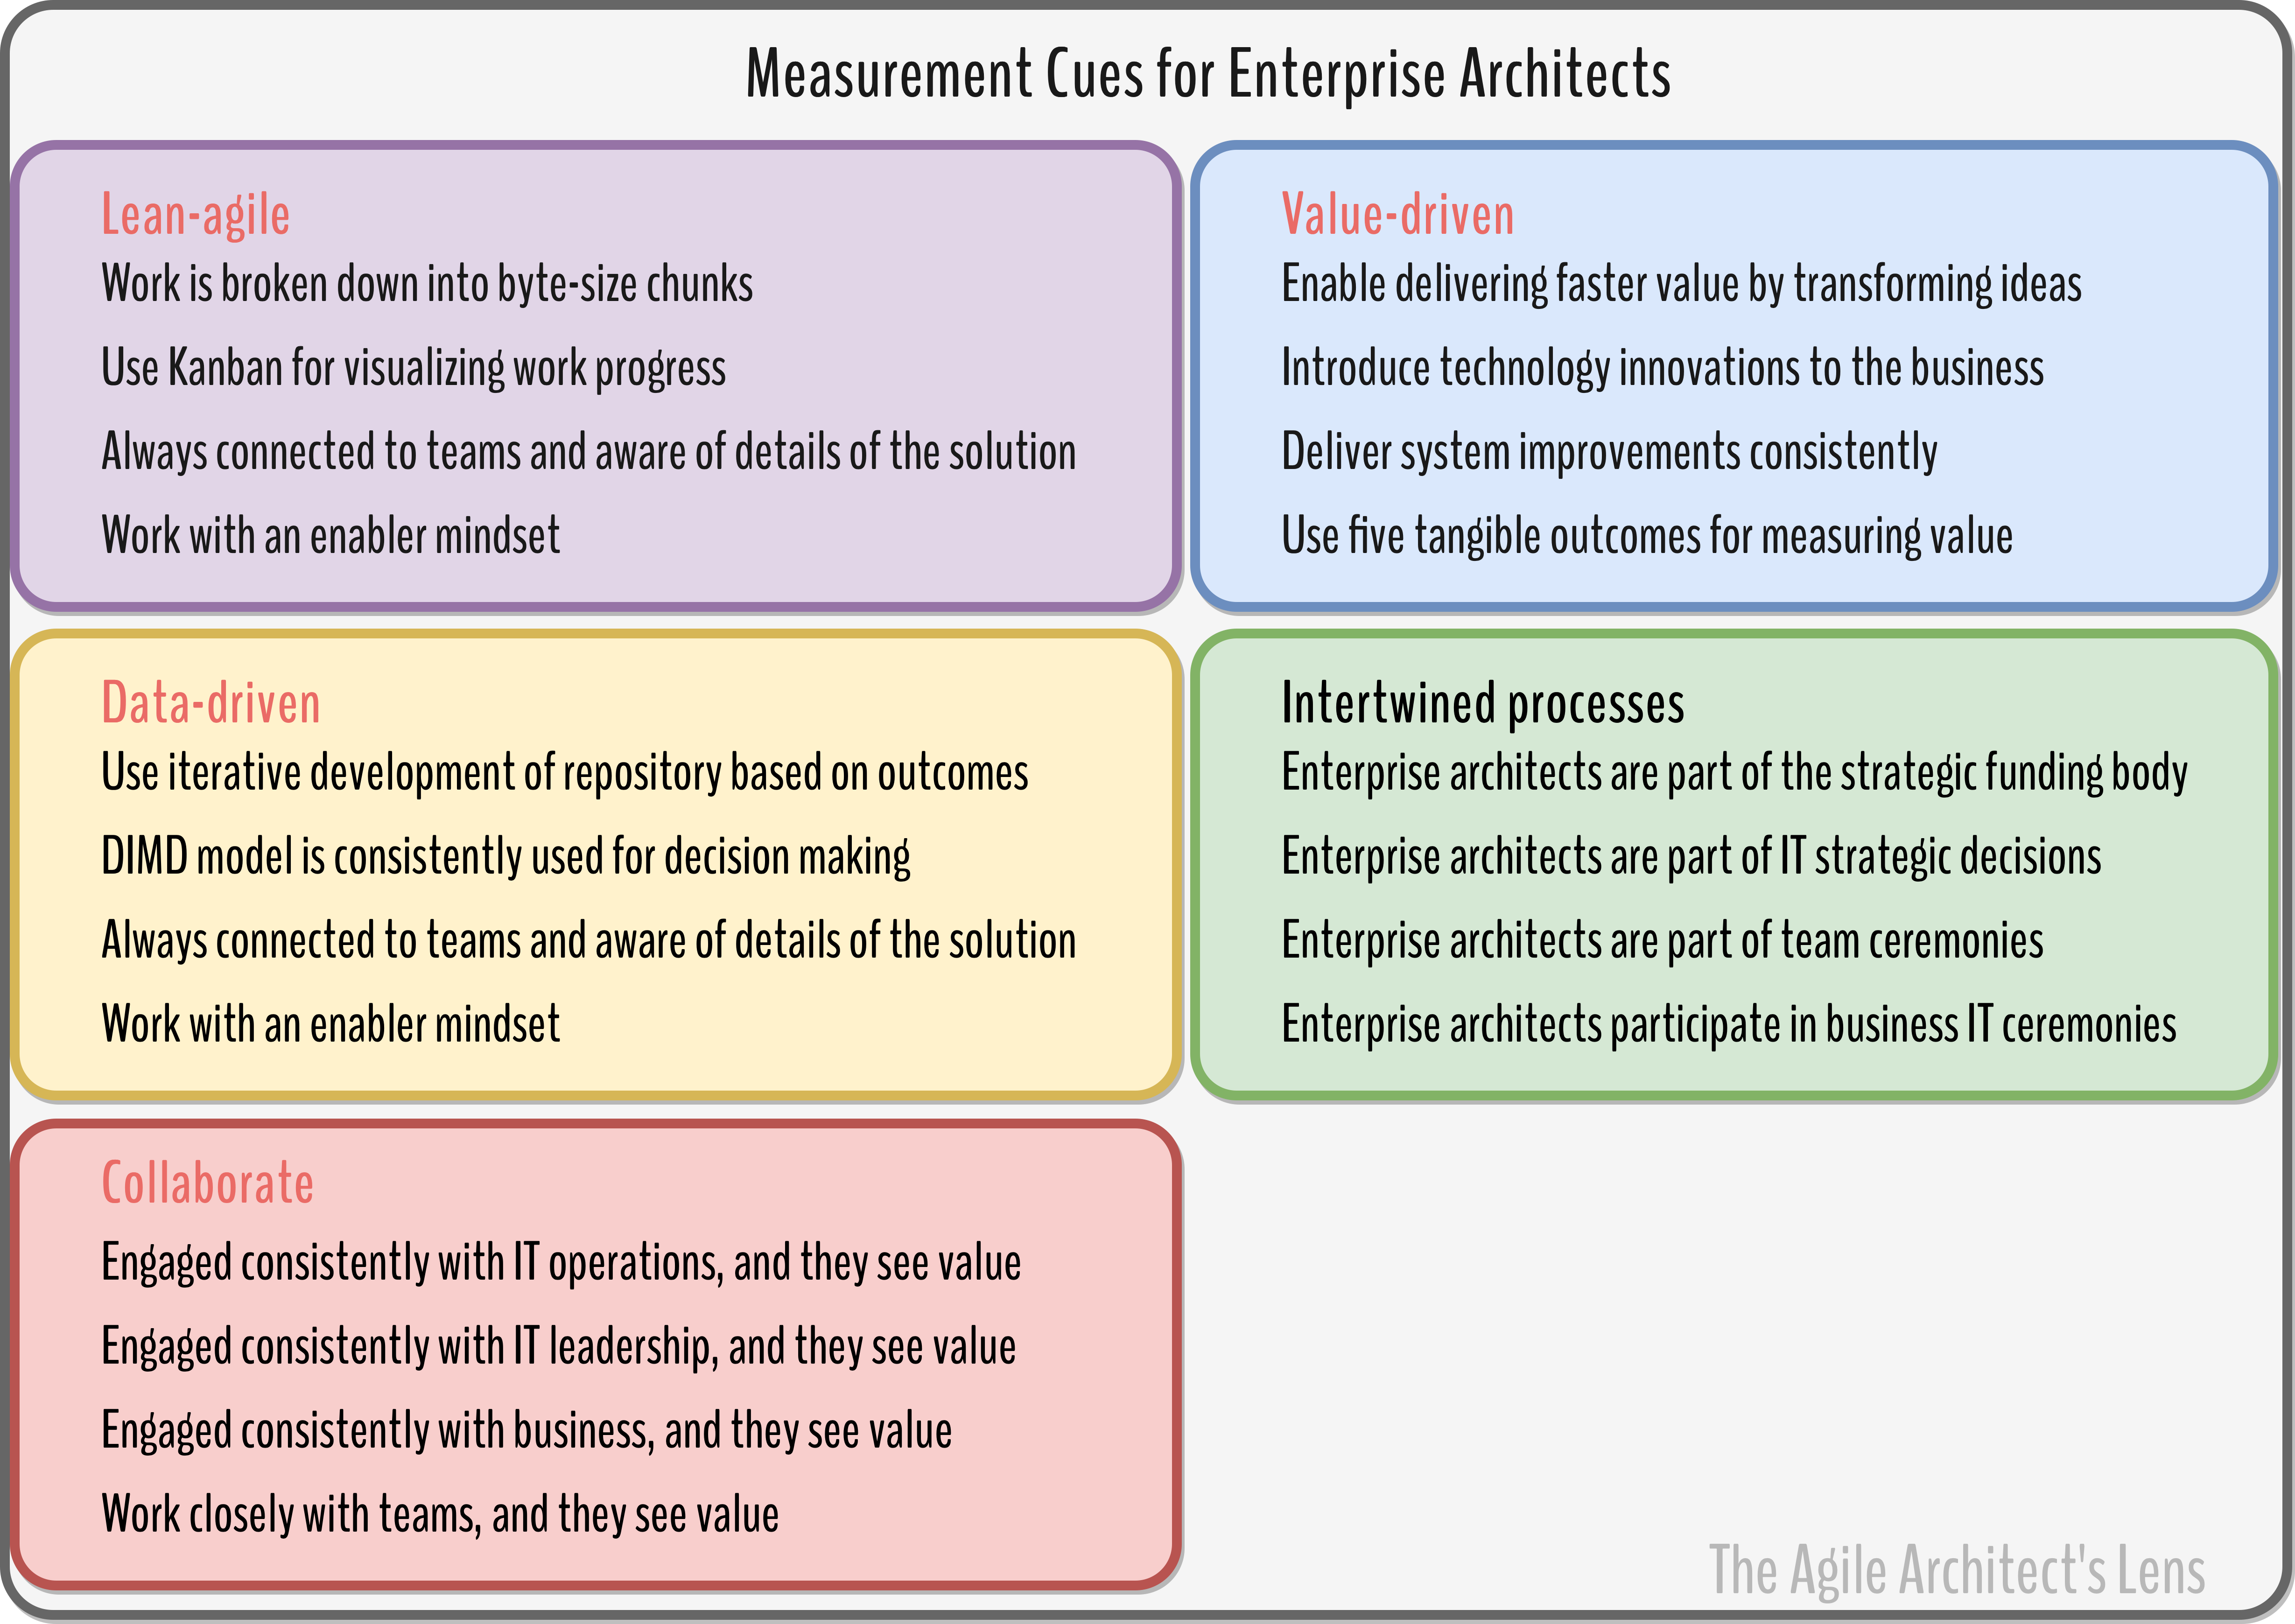 Measurement Cues for Enterprise Architects
Lean-agile
Work is broken down into byte-size chunks
Use Kanban for visualizing work progress
Always connected to teams and aware of details of the solution
Work with an enabler mindset
Value-driven
Enable delivering faster value by transforming ideas
Introduce technology innovations to the business
Deliver system improvements consistently
Use five tangible outcomes for measuring value
Data-driven
Use iterative development of repository based on outcomes
DIMD model is consistently used for decision making
Always connected to teams and aware of details of the solution
Work with an enabler mindset
Intertwined processes
Enterprise architects are part of the strategic funding body
Enterprise architects are part of IT strategic decisions
Enterprise architects are part of team ceremonies
Enterprise architects participate in business IT ceremonies
Collaborate
Engaged consistently with IT operations, and they see value
Engaged consistently with IT leadership, and they see value
Engaged consistently with business, and they see value
Work closely with teams, and they see value
The Agile Architect's Lens